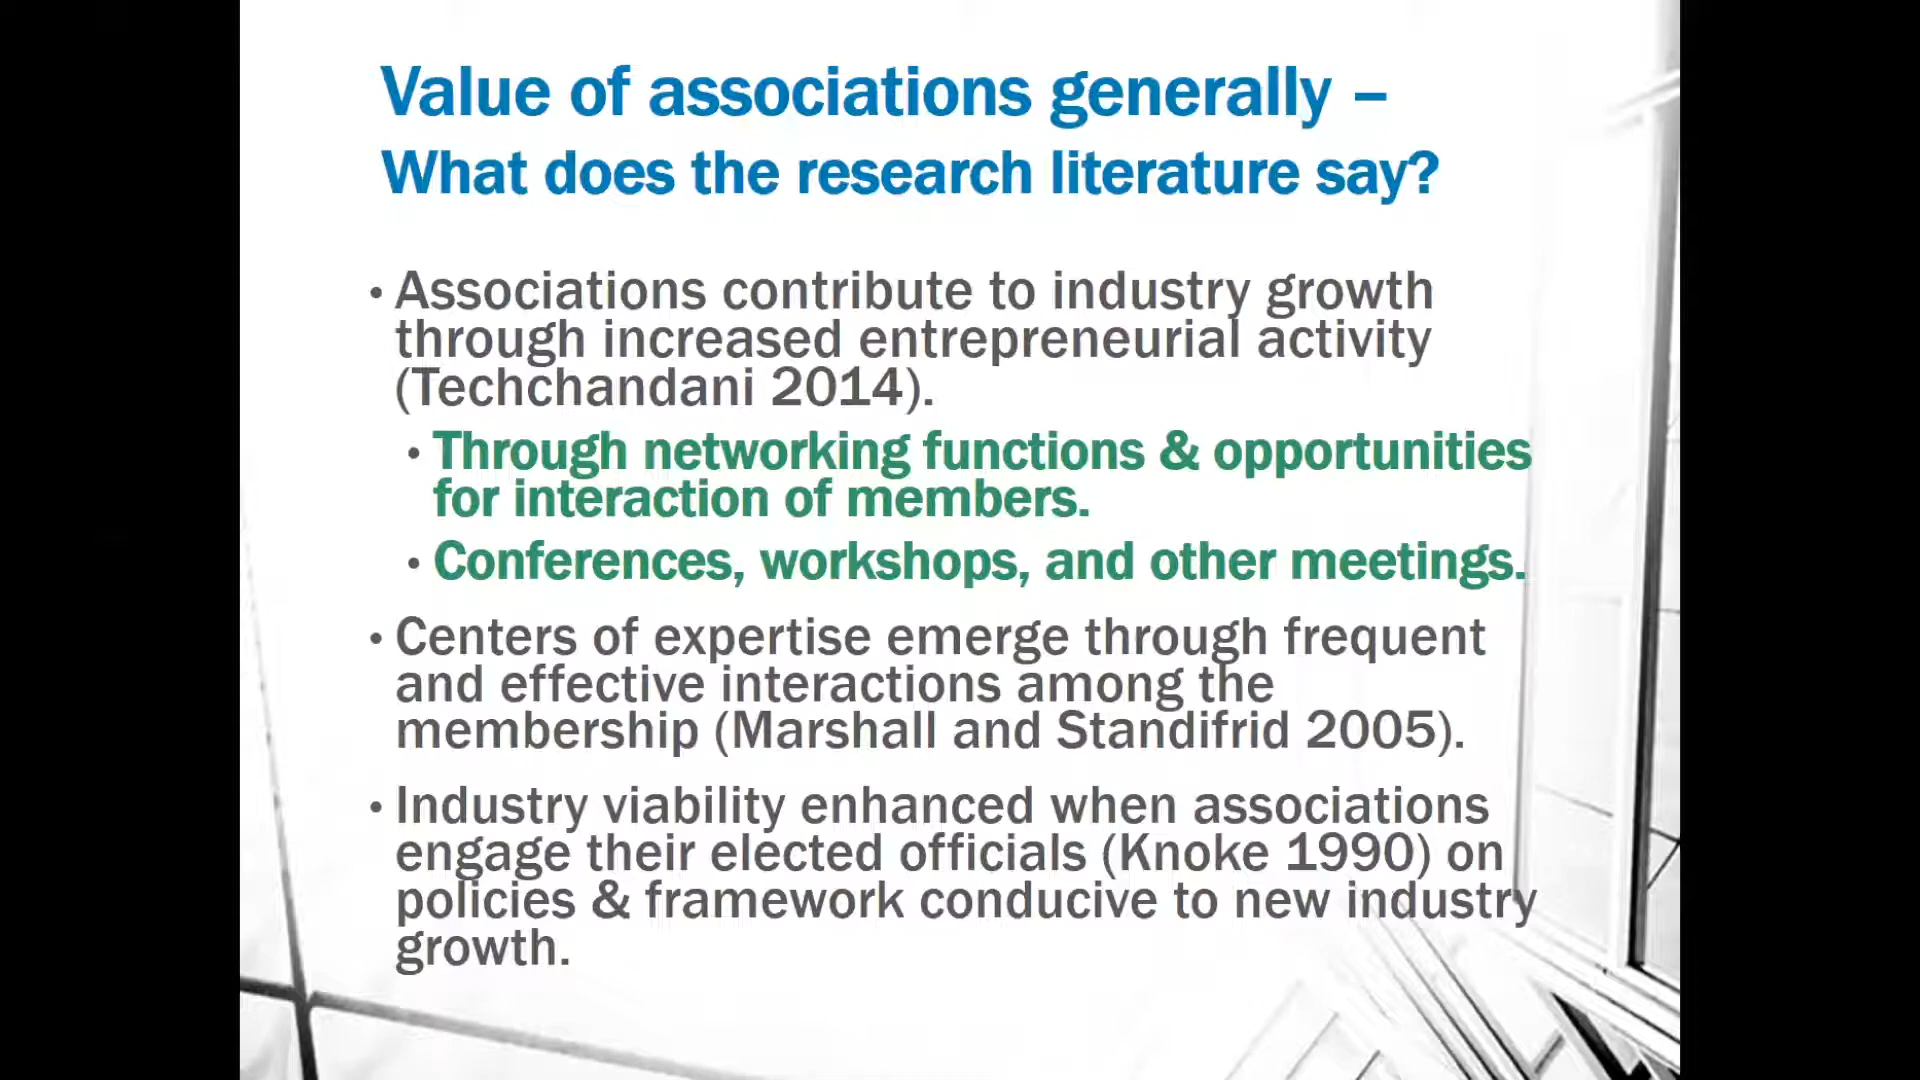 Value of associations generally –
What does the research literature say?
• Associations contribute to industry growth
through increased entrepreneurial activity
(Techchandani 2014).
• Through networking functions & opportunities
for interaction of members.
• Conferences, workshops, and other meetings.
• Centers of expertise emerge through frequent
and effective interactions among the
membership (Marshall and Standifrid 2005).
• Industry viability enhanced when associations
engage their elected officials (Knoke 1990) on
policies & framework conducive to new industry
growth.